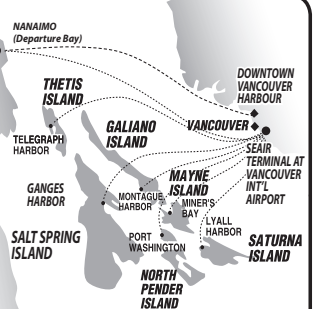 NANAIMO
(Departure Bay)
DOWNTOWN
VANCOUVER
HARBOUR
THETIS
ISLAND
GALIANO
ISLAND
VANCOUVER
TELEGRAPH
HARBOR
SEAIR
TERMINAL AT
VANCOUVER
INT'L
AIRPORT
GANGES
HARBOR
MAYNE
ISLAND
MONTAGUE
HARBOR
MINER'S
BAY
LYALL
HARBOR
SALT SPRING
ISLAND
PORT
WASHINGTON
SATURNA
ISLAND
NORTH
PENDER
ISLAND